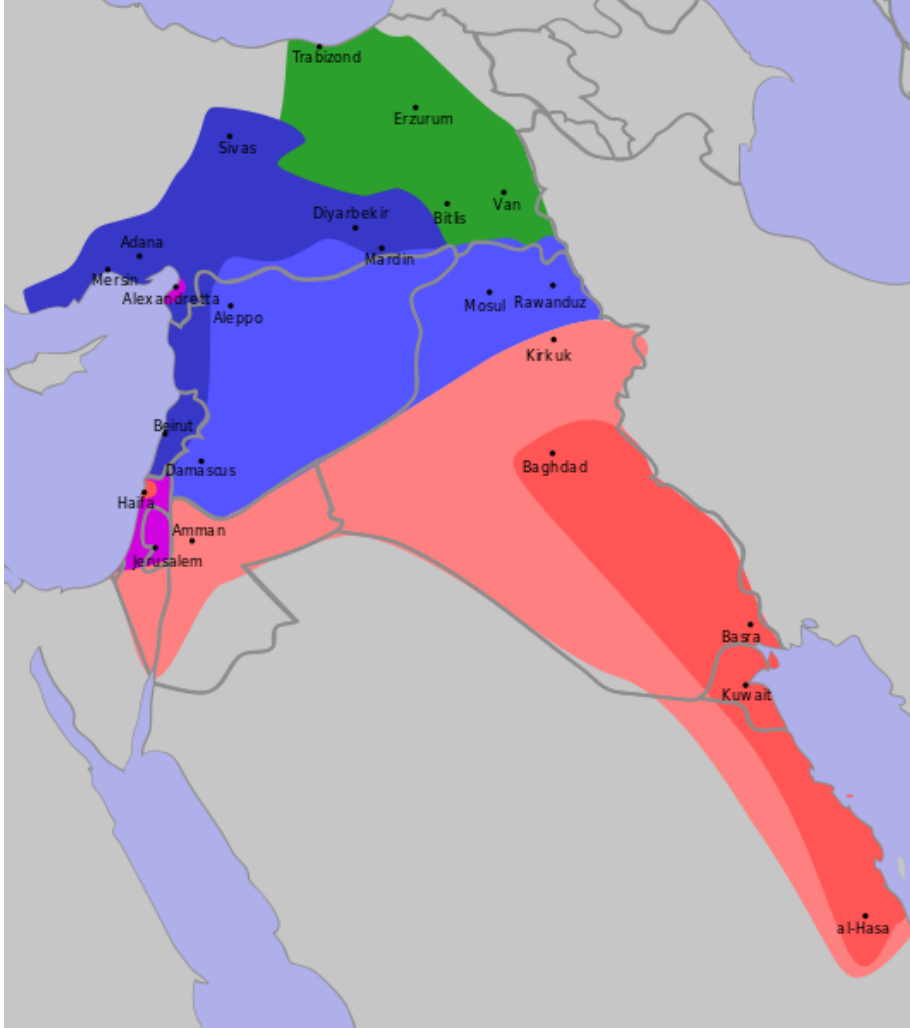 Trabizond
Erzurum
Sivas
Van
Diyarbekir
Bitlis
Adana
Mardin
Mersin
Alexandretta
Aleppo
Mosul
Rawanduz
Kirkuk
Beirut
Damascus
Baghdad
Haifa
Amman
Jerusalem
Basra
Kuwait
al-Hasa